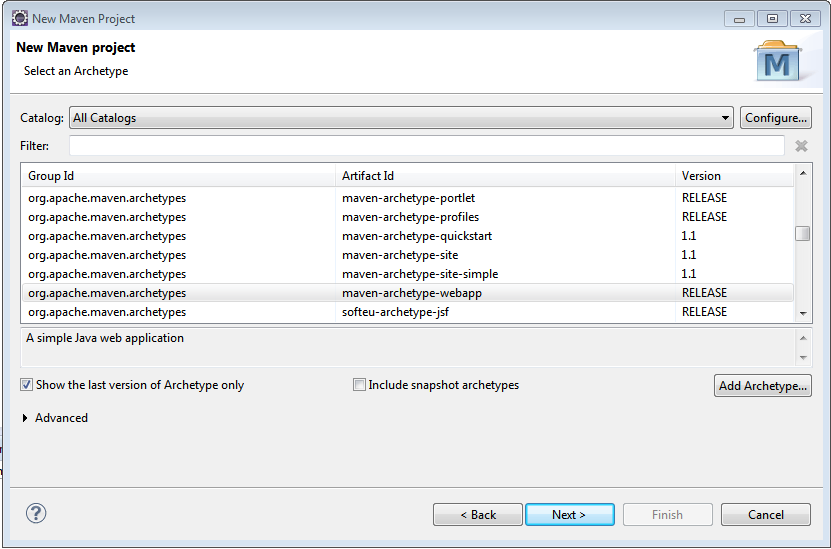 New Maven Project
New Maven project
Select an Archetype
M
Catalog: All Catalogs Configure...
Filter:
Group Id Artifact Id Version
org.apache.maven.archetypes maven-archetype-portlet RELEASE
org.apache.maven.archetypes maven-archetype-profiles RELEASE
org.apache.maven.archetypes maven-archetype-quickstart 1.1
org.apache.maven.archetypes maven-archetype-site 1.1
org.apache.maven.archetypes maven-archetype-site-simple 1.1
org.apache.maven.archetypes maven-archetype-webapp RELEASE
org.apache.maven.archetypes softeu-archetype-jsf RELEASE
A simple Java web application
Show the last version of Archetype only Include snapshot archetypes Add Archetype...
Advanced
? < Back Next > Finish Cancel